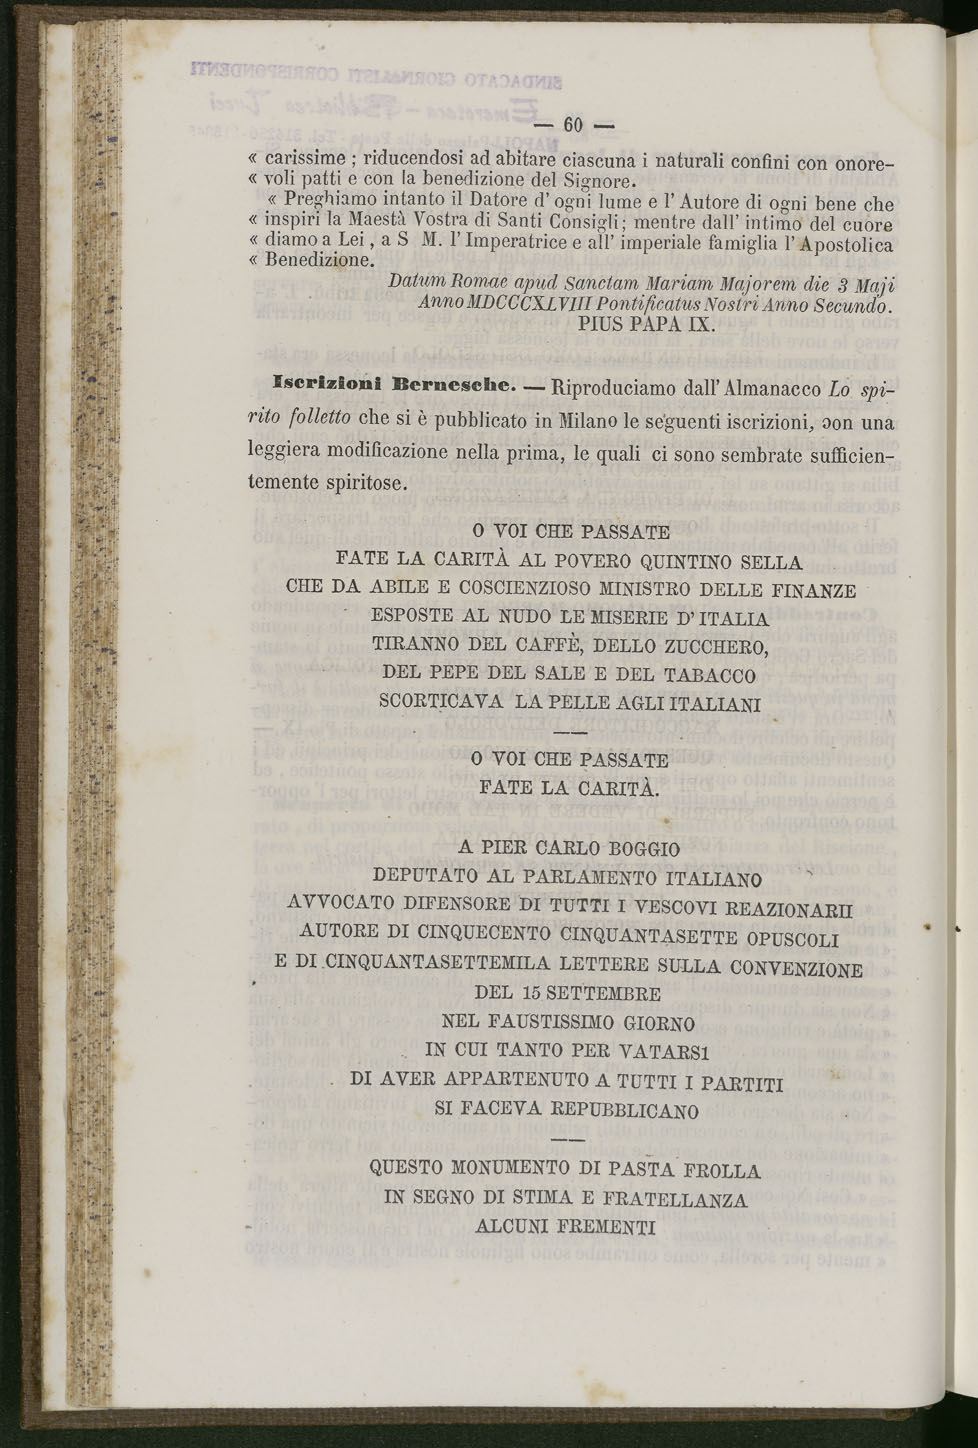 — 60 —
« carissime ; riducendosi ad abitare ciascuna i naturali confini con onore-
« voli patti e con la benedizione del Signore.
« Preghiamo intanto il Datore d' ogni lume e l' Autore di ogni bene che
« inspiri la Maestà Vostra di Santi Consigli; mentre dall' intimo del cuore
« diamo a Lei , a S M. l' Imperatrice e all' imperiale famiglia l' Apostolica
« Benedizione.
Datum Romae apud Sanctam Mariam Majorem die 3 Maji
Anno MDCCCXLVIII Pontificatus Nostri Anno Secundo.
PIUS PAPA IX.
Iscrizioni Bernesche. — Riproduciamo dall' Almanacco Lo spi-
rito folletto che si è pubblicato in Milano le seguenti iscrizioni, con una
leggiera modificazione nella prima, le quali ci sono sembrate sufficien-
temente spiritose.
O VOI CHE PASSATE
FATE LA CARITÀ AL POVERO QUINTINO SELLA
CHE DA ABILE E COSCIENZIOSO MINISTRO DELLE FINANZE
ESPOSTE AL NUDO LE MISERIE D' ITALIA
TIRANNO DEL CAFFÈ, DELLO ZUCCHERO,
DEL PEPE DEL SALE E DEL TABACCO
SCORTICAVA LA PELLE AGLI ITALIANI
O VOI CHE PASSATE
FATE LA CARITÀ.
A PIER CARLO BOGGIO
DEPUTATO AL PARLAMENTO ITALIANO
AVVOCATO DIFENSORE DI TUTTI I VESCOVI REAZIONARII
AUTORE DI CINQUECENTO CINQUANTASETTE OPUSCOLI
E DI CINQUANTASETTEMILA LETTERE SULLA CONVENZIONE
DEL 15 SETTEMBRE
NEL FAUSTISSIMO GIORNO
IN CUI TANTO PER VATARS1
DI AVER APPARTENUTO A TUTTI I PARTITI
SI FACEVA REPUBBLICANO
QUESTO MONUMENTO DI PASTA FROLLA
IN SEGNO DI STIMA E FRATELLANZA
ALCUNI FREMENTI